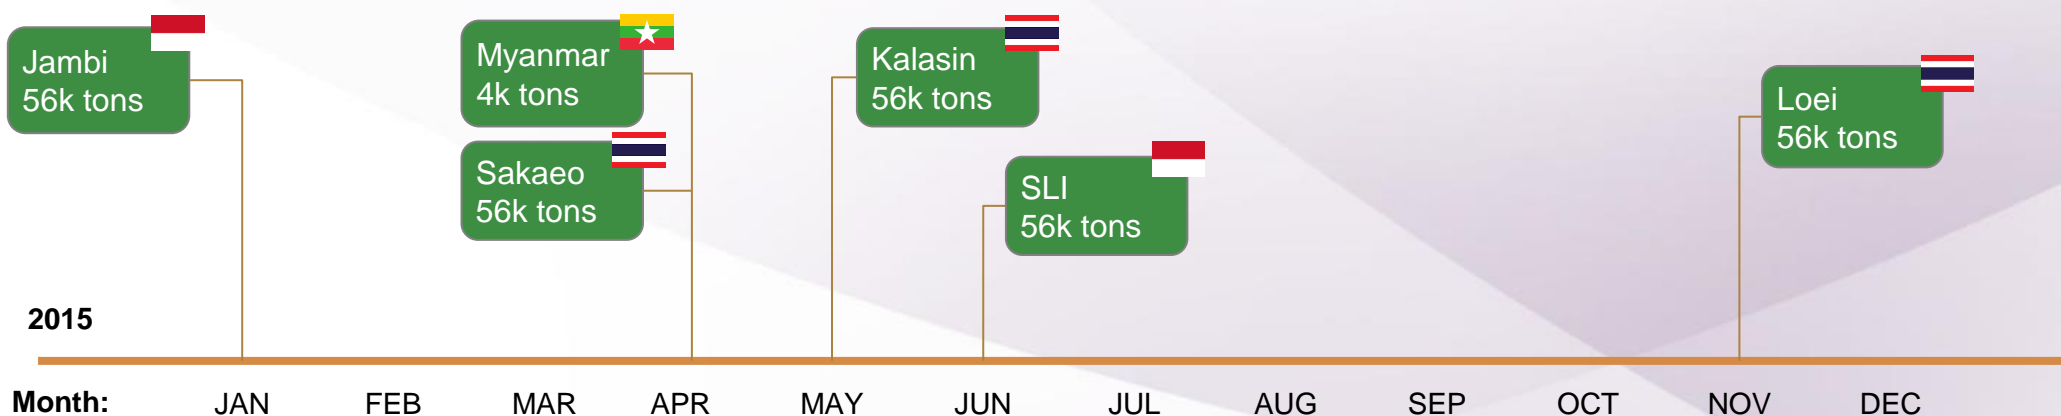 Jambi
56k tons
Myanmar
4k tons
Sakaeo
56k tons
Kalasin
56k tons
SLI
56k tons
Loei
56k tons
2015
Month: JAN FEB MAR APR MAY JUN JUL AUG SEP OCT NOV DEC